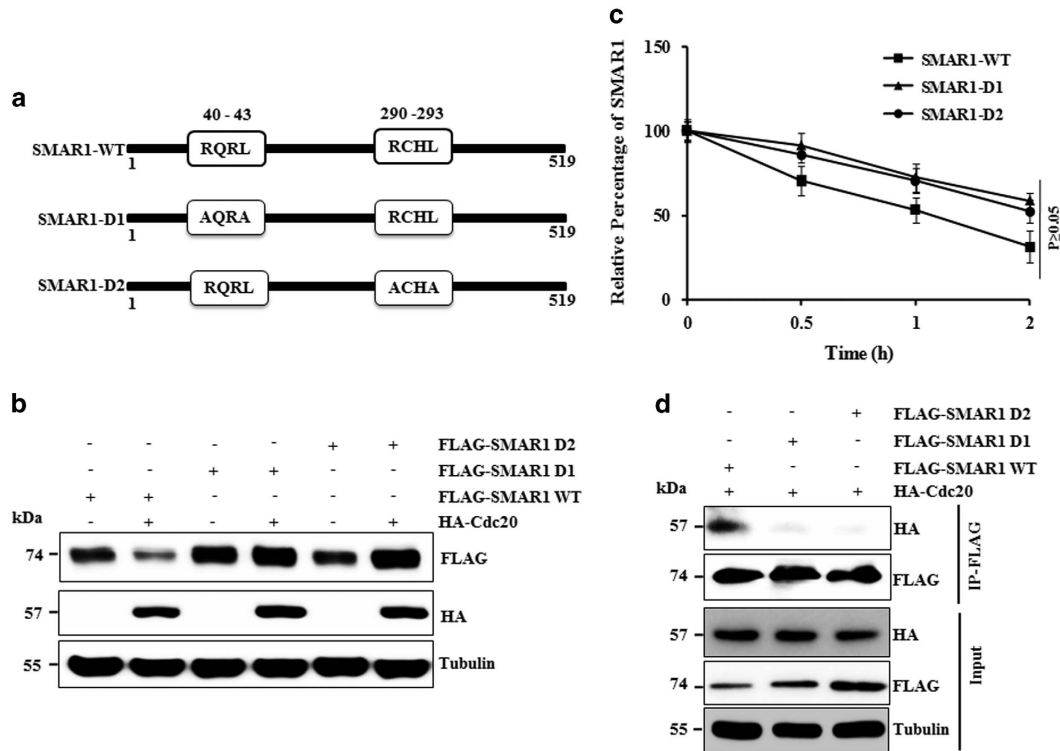 a
40 - 43 290 -293
SMAR1-WT RQRL RCHL
1 519
SMAR1-D1 AQRA RCHL
1 519
SMAR1-D2 RQRL ACHA
1 519
b
- - - - + + FLAG-SMAR1 D2
- - + + - - FLAG-SMAR1 D1
+ + - - - - FLAG-SMAR1 WT
kDa - + - + - + HA-Cdc20
74 FLAG
57 HA
55 Tubulin
c
Relative Percentage of SMAR1
150
100
50
0
0 0.5 1 2
Time (h)
SMAR1-WT
SMAR1-D1
SMAR1-D2
P≥0.05
d
- - + FLAG-SMAR1 D2
- + - FLAG-SMAR1 D1
+ - - FLAG-SMAR1 WT
kDa + + + HA-Cdc20
57 HA
74 FLAG
IP-FLAG
57 HA
74 FLAG
55 Tubulin
Input